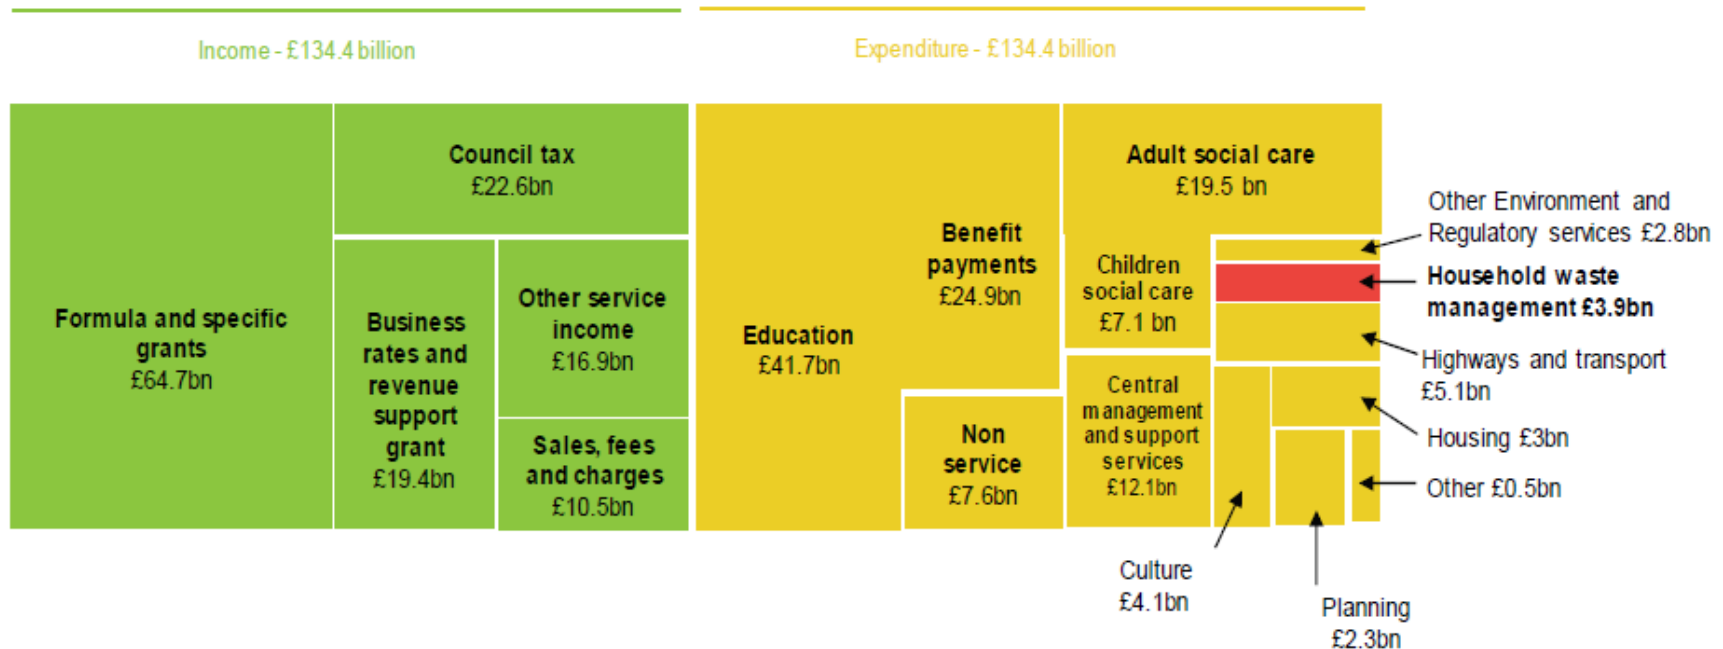 Income - £134.4 billion
Expenditure - £134.4 billion
Formula and specific
grants
£64.7bn
Council tax
£22.6bn
Business
rates and
revenue
support
grant
£19.4bn
Other service
income
£16.9bn
Sales, fees
and charges
£10.5bn
Education
£41.7bn
Benefit
payments
£24.9bn
Non
service
£7.6bn
Adult social care
£19.5 bn
Children
social care
£7.1 bn
Central
management
and support
services
£12.1bn
Other Environment and
Regulatory services £2.8bn
Household waste
management £3.9bn
Highways and transport
£5.1bn
Housing £3bn
Other £0.5bn
Culture
£4.1bn
Planning
£2.3bn